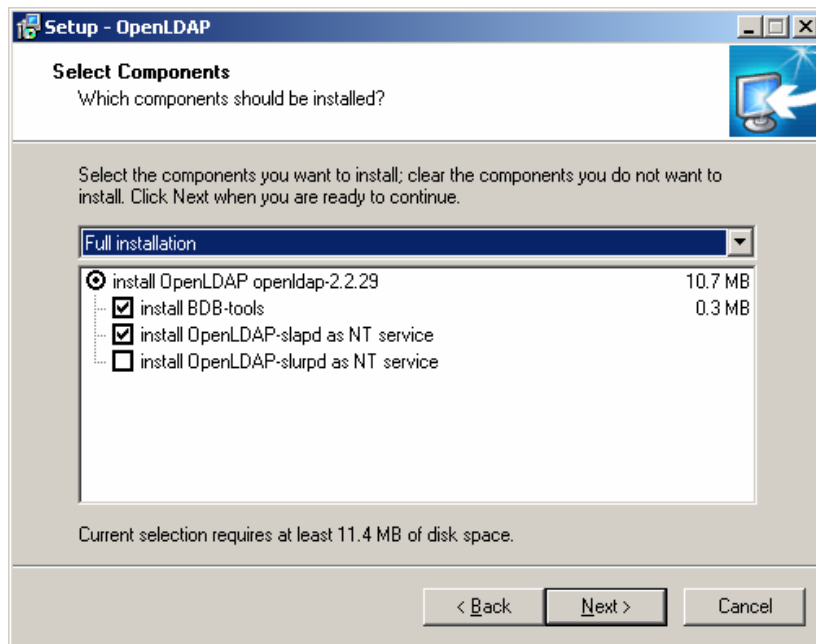 Setup - OpenLDAP
Select Components
Which components should be installed?
Select the components you want to install; clear the components you do not want to
install. Click Next when you are ready to continue.
Full installation
install OpenLDAP openldap-2.2.29 10.7 MB
install BDB-tools 0.3 MB
install OpenLDAP-slapd as NT service
install OpenLDAP-slurpd as NT service
Current selection requires at least 11.4 MB of disk space.
< Back Next > Cancel